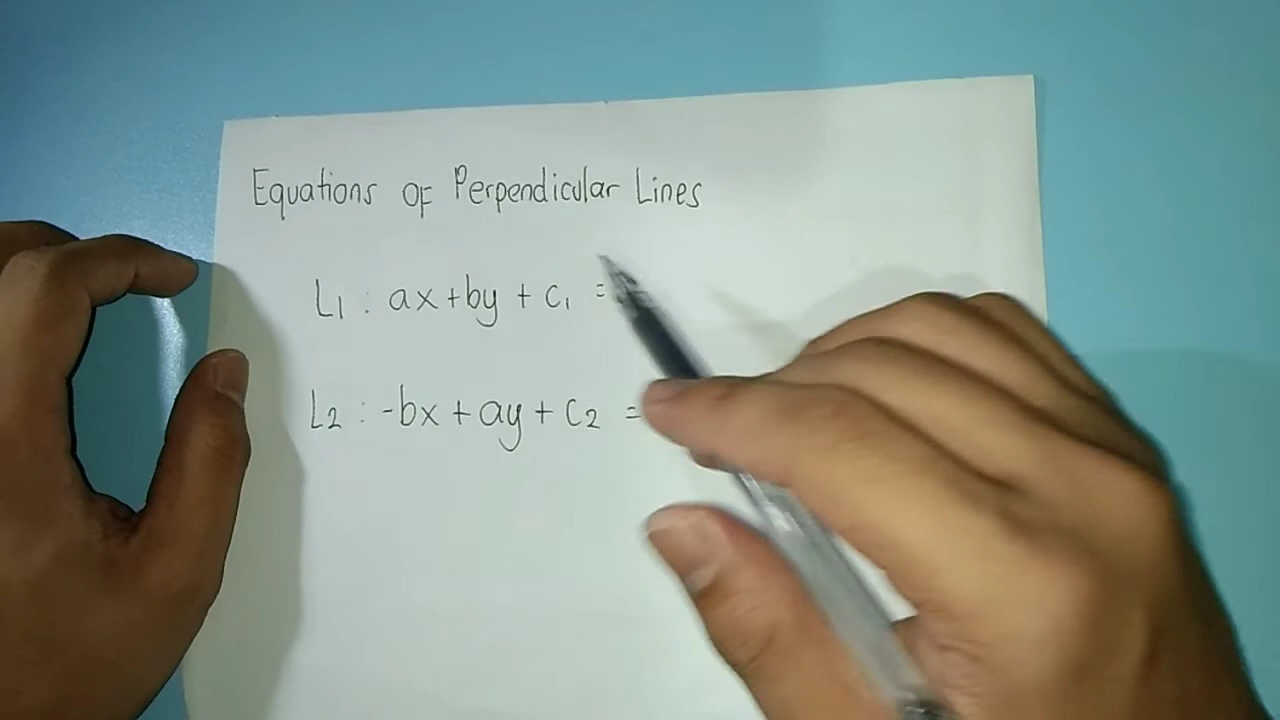 Equations of Perpendicular Lines
L₁ : ax + by + c₁ =
L₂ : -bx + ay + c₂ =